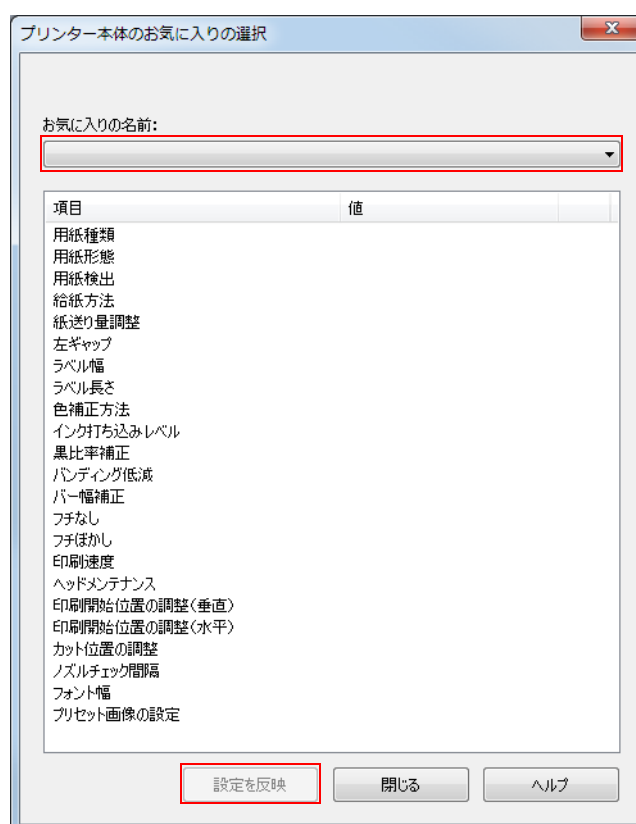 プリンター本体のお気に入りの選択
お気に入りの名前:
項目 値
用紙種類
用紙形態
用紙検出
給紙方法
紙送り量調整
左ギャップ
ラベル幅
ラベル長さ
色補正方法
インク打ち込みレベル
黒比率補正
バンディング低減
バー幅補正
フチなし
フチぼかし
印刷速度
ヘッドメンテナンス
印刷開始位置の調整(垂直)
印刷開始位置の調整(水平)
カット位置の調整
ノズルチェック間隔
フォント幅
プリセット画像の設定
設定を反映 閉じる ヘルプ